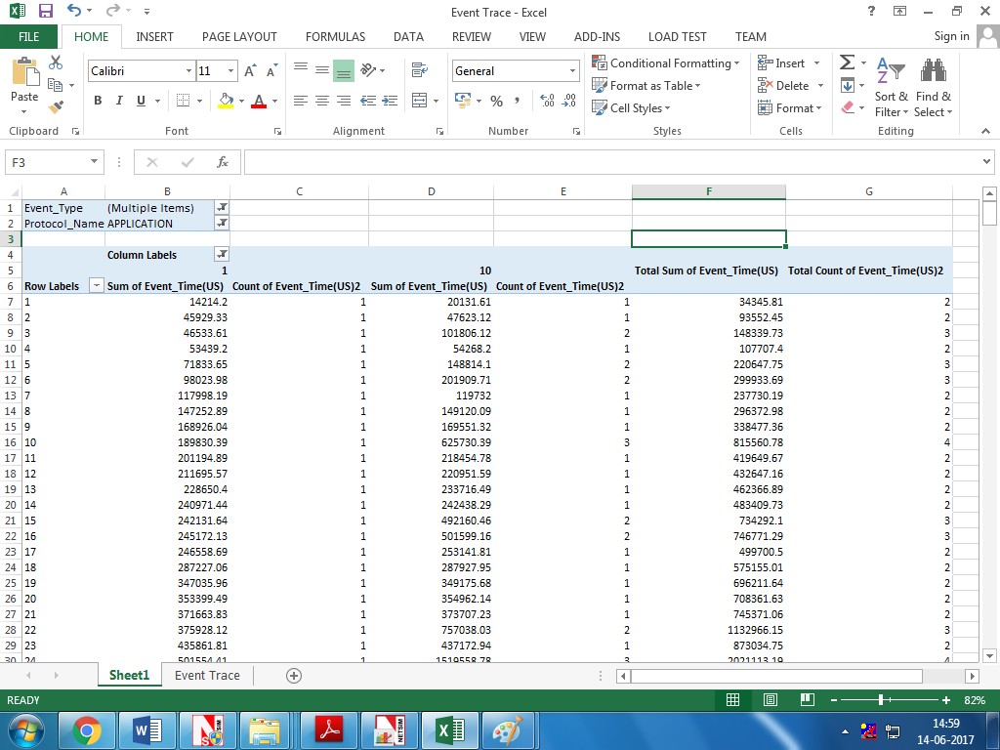 Event Trace - Excel
FILE HOME INSERT PAGE LAYOUT FORMULAS DATA REVIEW VIEW ADD-INS LOAD TEST TEAM Sign in
Paste
Calibri 11
B I U
General
Conditional Formatting
Format as Table
Cell Styles
Insert
Delete
Format
Sort & Filter
Find & Select
Clipboard Font Alignment Number Styles Cells Editing
F3 fx
A B C D E F G
1 Event_Type (Multiple Items)
2 Protocol_Name APPLICATION
3
4 Column Labels
5 1 10 Total Sum of Event_Time(US) Total Count of Event_Time(US)2
6 Row Labels Sum of Event_Time(US) Count of Event_Time(US)2 Sum of Event_Time(US) Count of Event_Time(US)2
7 1 14214.2 1 20131.61 1 34345.81 2
8 2 45929.33 1 47623.12 1 93552.45 2
9 3 46533.61 1 101806.12 2 148339.73 3
10 4 53439.2 1 54268.2 1 107707.4 2
11 5 71833.65 1 148814.1 2 220647.75 3
12 6 98023.98 1 201909.71 2 299933.69 3
13 7 117998.19 1 119732 1 237730.19 2
14 8 147252.89 1 149120.09 1 296372.98 2
15 9 168926.04 1 169551.32 1 338477.36 2
16 10 189830.39 1 625730.39 3 815560.78 4
17 11 201194.89 1 218454.78 1 419649.67 2
18 12 211695.57 1 220951.59 1 432647.16 2
19 13 228650.4 1 233716.49 1 462366.89 2
20 14 240971.44 1 242438.29 1 483409.73 2
21 15 242131.64 1 492160.46 2 734292.1 3
22 16 245172.13 1 501599.16 2 746771.29 3
23 17 246558.69 1 253141.81 1 499700.5 2
24 18 287227.06 1 287927.95 1 575155.01 2
25 19 347035.96 1 349175.68 1 696211.64 2
26 20 353399.49 1 354962.14 1 708361.63 2
27 21 371663.83 1 373707.23 1 745371.06 2
28 22 375928.12 1 757038.03 2 1132966.15 3
29 23 435861.81 1 437172.94 1 873034.75 2
30 24 501554.41 1 1519558.78 3 2021113.19 4
Sheet1 Event Trace
READY 82%
14:59
14-06-2017